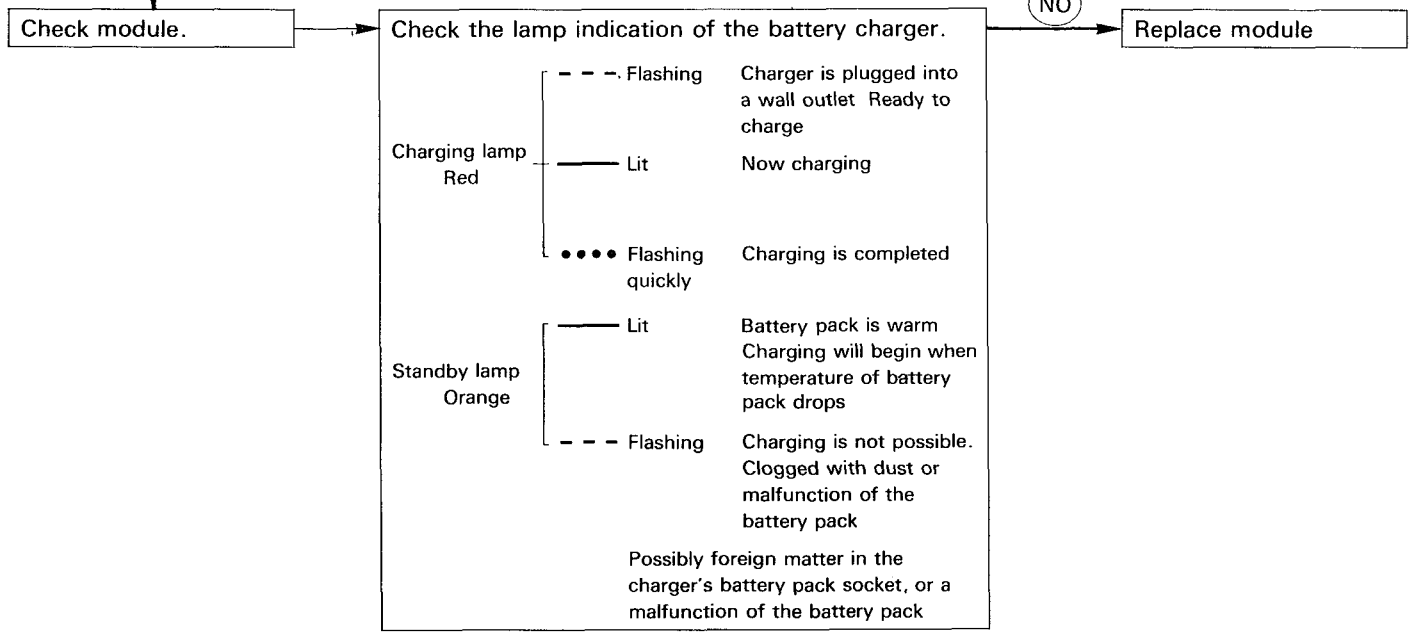 NO
Check module.
Check the lamp indication of the battery charger.
Replace module
Charging lamp
Red
Flashing
Charger is plugged into
a wall outlet Ready to
charge
Lit
Now charging
Flashing
quickly
Charging is completed
Standby lamp
Orange
Lit
Battery pack is warm
Charging will begin when
temperature of battery
pack drops
Flashing
Charging is not possible.
Clogged with dust or
malfunction of the
battery pack
Possibly foreign matter in the
charger's battery pack socket, or a
malfunction of the battery pack